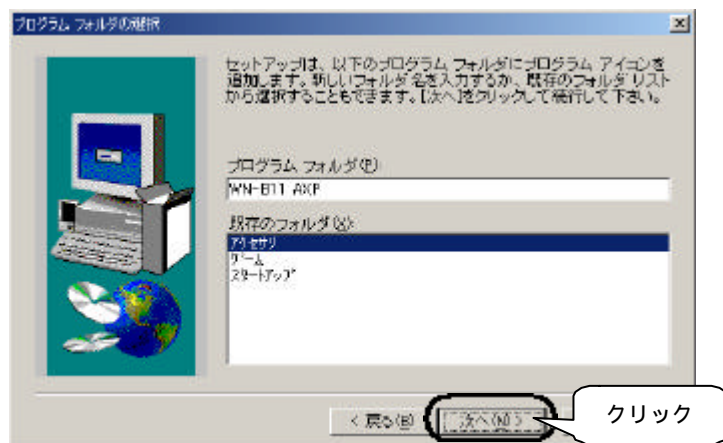 プログラム フォルダの選択
セットアップは、以下のプログラム フォルダにプログラム アイコンを
追加します。新しいフォルダ名を入力するか、既存のフォルダ リスト
から選択することもできます。[次へ]をクリックして続行して下さい。
プログラム フォルダ(P):
WN-B11 AXP
既存のフォルダ(X):
アクセサリ
ゲーム
スタートアップ
< 戻る(B)
次へ(N) >
クリック